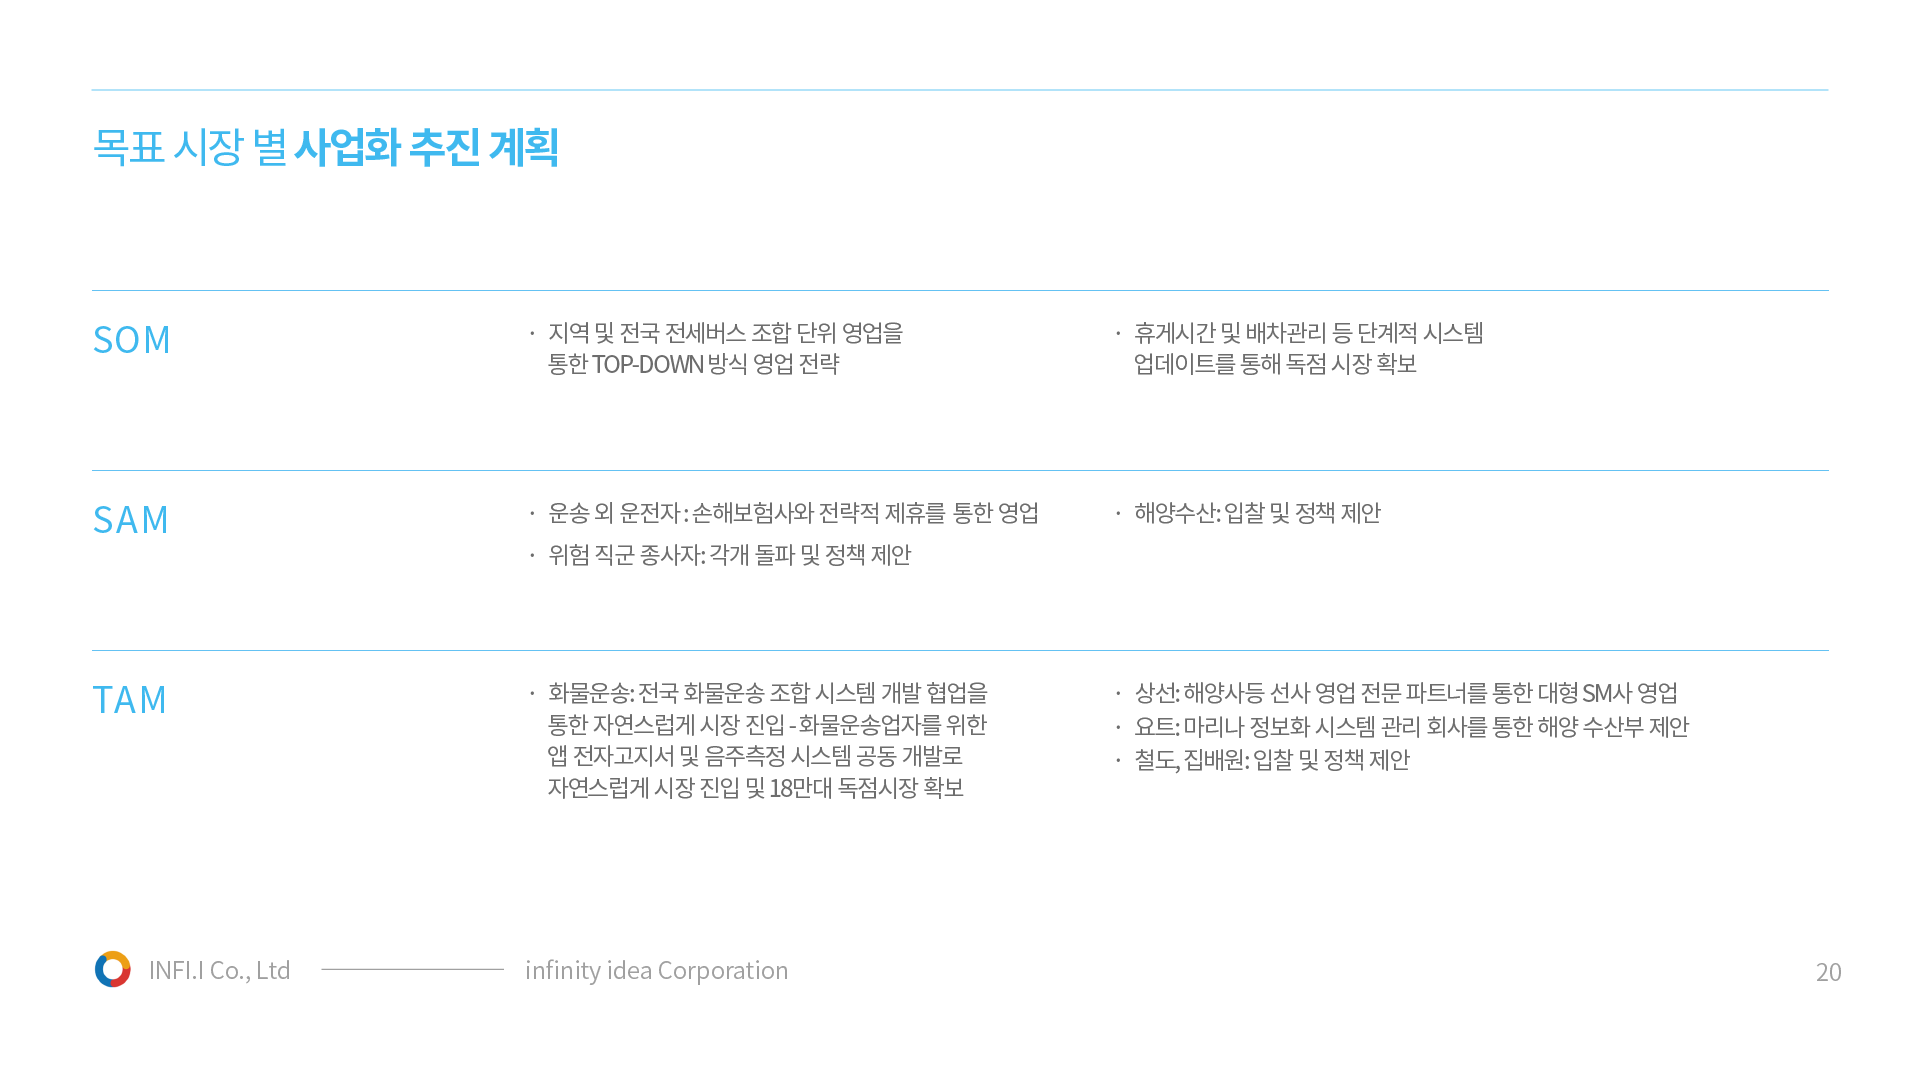 목표 시장 별 사업화 추진 계획
SOM
· 지역 및 전국 전세버스 조합 단위 영업을
통한 TOP-DOWN 방식 영업 전략
· 휴게시간 및 배차관리 등 단계적 시스템
업데이트를 통해 독점 시장 확보
SAM
· 운송 외 운전자 : 손해보험사와 전략적 제휴를 통한 영업
· 위험 직군 종사자: 각개 돌파 및 정책 제안
· 해양수산: 입찰 및 정책 제안
TAM
· 화물운송: 전국 화물운송 조합 시스템 개발 협업을
통한 자연스럽게 시장 진입 - 화물운송업자를 위한
앱 전자고지서 및 음주측정 시스템 공동 개발로
자연스럽게 시장 진입 및 18만대 독점시장 확보
· 상선: 해양사등 선사 영업 전문 파트너를 통한 대형 SM사 영업
· 요트: 마리나 정보화 시스템 관리 회사를 통한 해양 수산부 제안
· 철도, 집배원: 입찰 및 정책 제안
INFI.I Co., Ltd
infinity idea Corporation
20